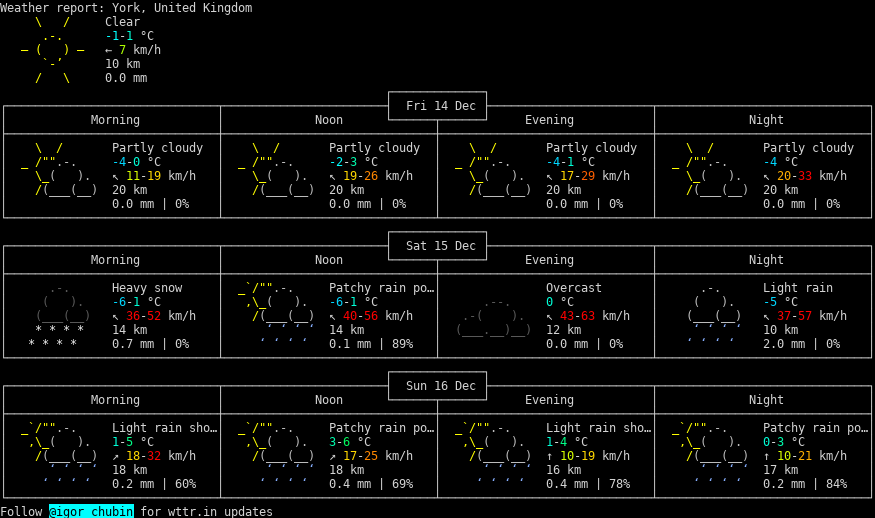 Weather report: York, United Kingdom
Clear
-1-1 °C
← 7 km/h
10 km
0.0 mm
Fri 14 Dec
Morning Noon Evening Night
Partly cloudy Partly cloudy Partly cloudy Partly cloudy
-4-0 °C -2-3 °C -4-1 °C -4 °C
↖ 11-19 km/h ↖ 19-26 km/h ↖ 17-29 km/h ↖ 20-33 km/h
20 km 20 km 20 km 20 km
0.0 mm | 0% 0.0 mm | 0% 0.0 mm | 0% 0.0 mm | 0%
Sat 15 Dec
Morning Noon Evening Night
Heavy snow Patchy rain po… Overcast Light rain
-6-1 °C -6-1 °C 0 °C -5 °C
↖ 36-52 km/h ↖ 40-56 km/h ↖ 43-63 km/h ↖ 37-57 km/h
14 km 14 km 12 km 10 km
0.7 mm | 0% 0.1 mm | 89% 0.0 mm | 0% 2.0 mm | 0%
Sun 16 Dec
Morning Noon Evening Night
Light rain sho… Patchy rain po… Light rain sho… Patchy rain po…
1-5 °C 3-6 °C 1-4 °C 0-3 °C
↗ 18-32 km/h ↗ 17-25 km/h ↑ 10-19 km/h ↑ 10-21 km/h
18 km 18 km 16 km 17 km
0.2 mm | 60% 0.4 mm | 69% 0.4 mm | 78% 0.2 mm | 84%
Follow @igor_chubin for wttr.in updates